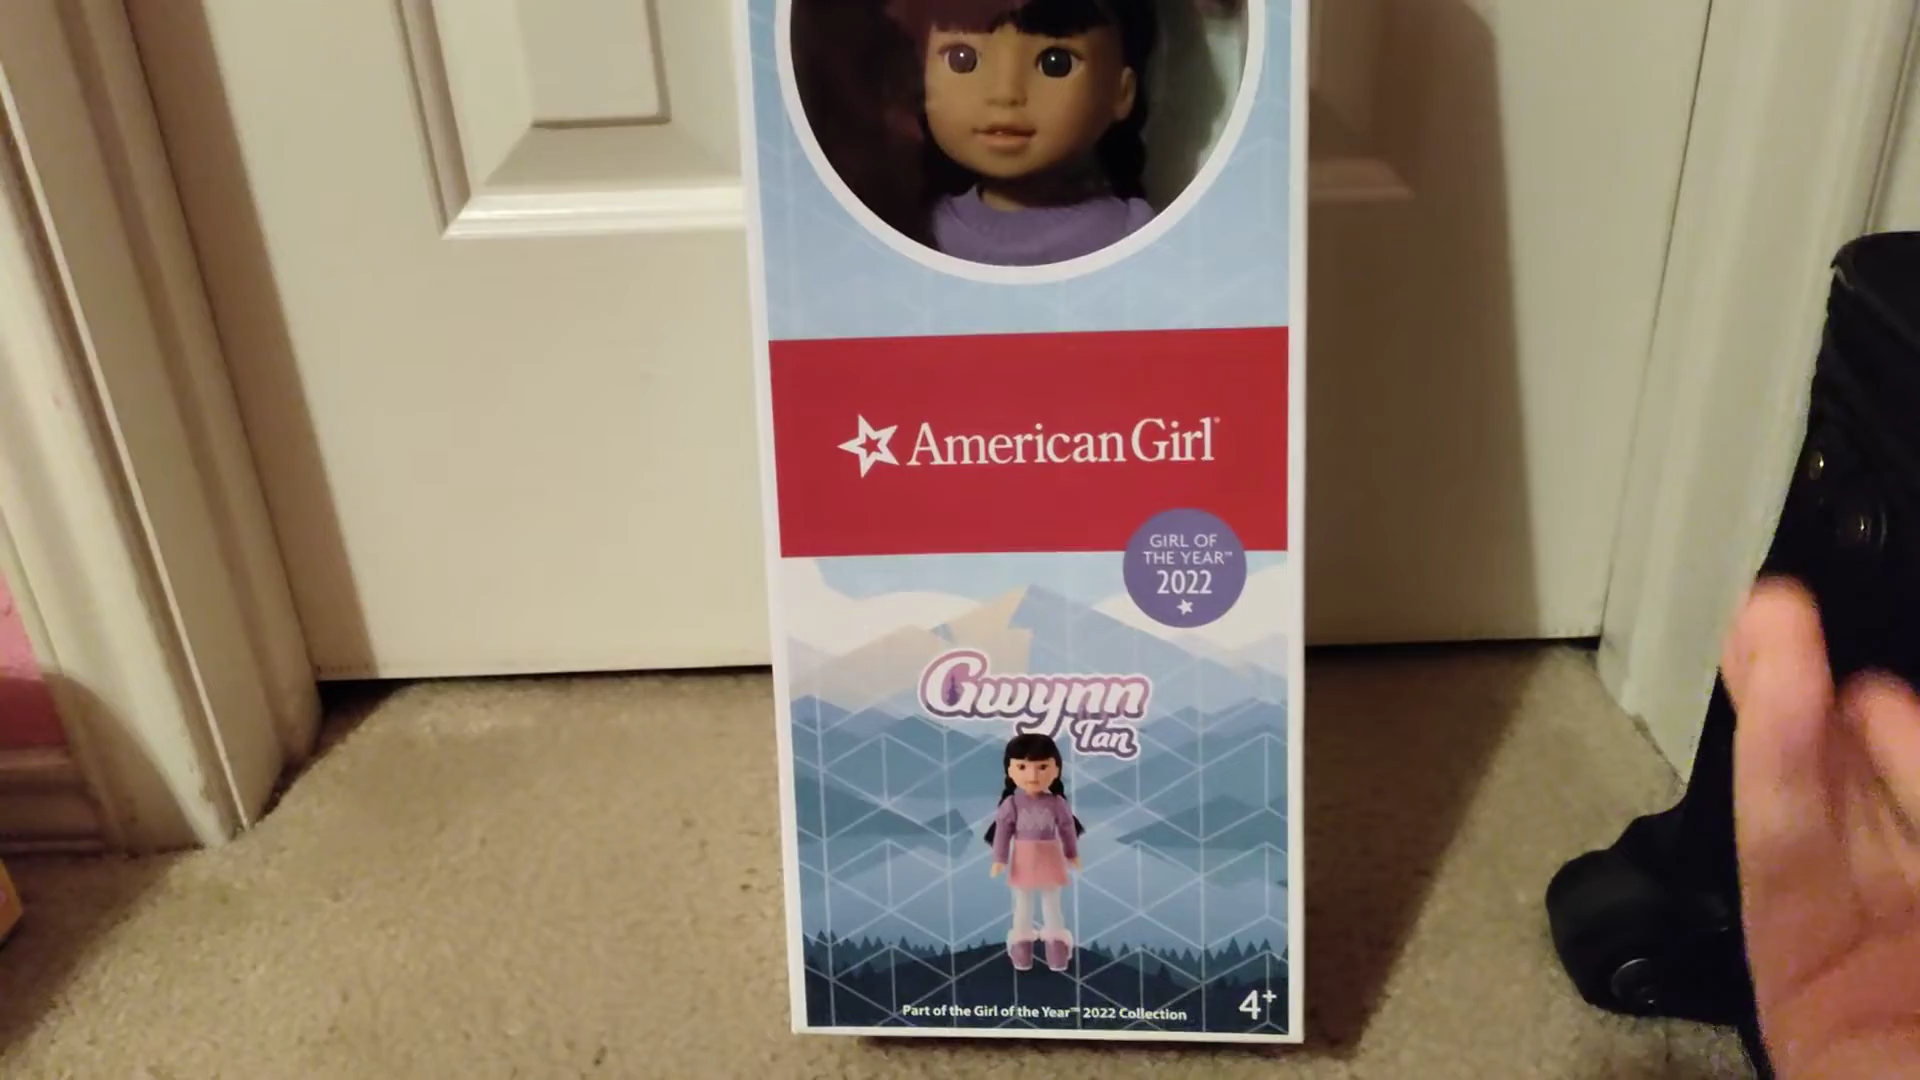 American Girl®
GIRL OF
THE YEAR™
2022
Gwynn
Tan
Part of the Girl of the Year™ 2022 Collection
4+